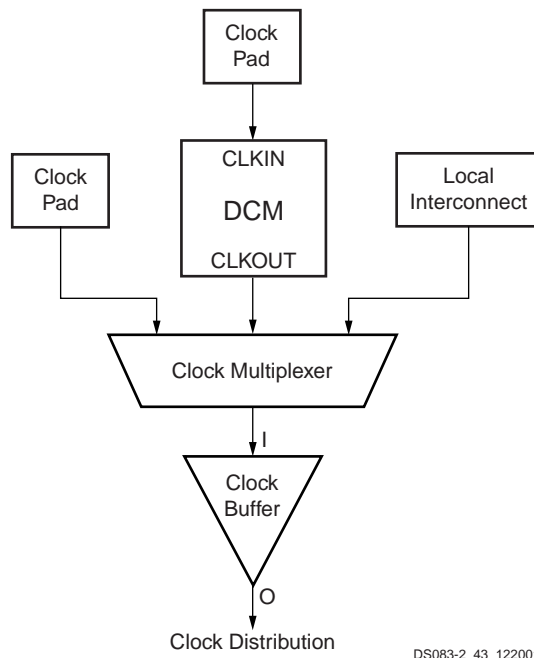 Clock
Pad
CLKIN
DCM
CLKOUT
Clock
Pad
Local
Interconnect
Clock Multiplexer
I
Clock
Buffer
O
Clock Distribution
DS083-2_43_12200